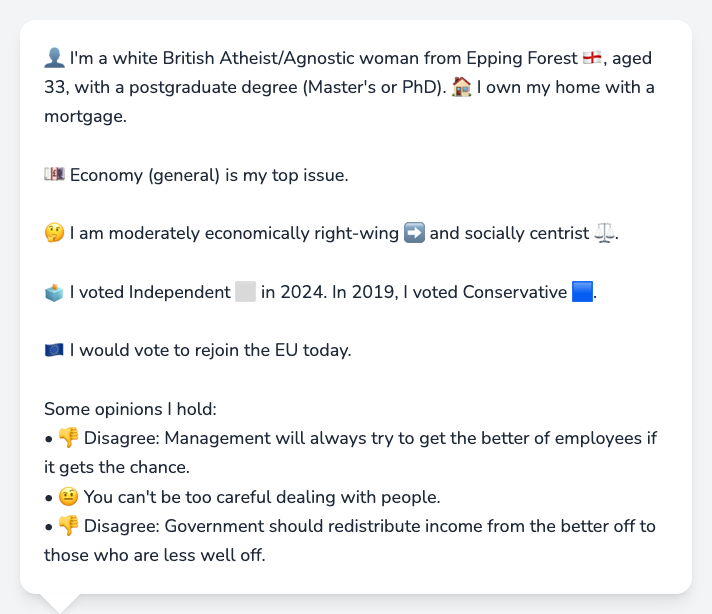 👤 I'm a white British Atheist/Agnostic woman from Epping Forest 🏴󠁧󠁢󠁥󠁮󠁧󠁿, aged
33, with a postgraduate degree (Master's or PhD). 🏠 I own my home with a
mortgage.
💷 Economy (general) is my top issue.
🤔 I am moderately economically right-wing ➡️ and socially centrist ⚖️.
🗳️ I voted Independent ⬜ in 2024. In 2019, I voted Conservative 🟦.
🇪🇺 I would vote to rejoin the EU today.
Some opinions I hold:
• 👎 Disagree: Management will always try to get the better of employees if
it gets the chance.
• 🤨 You can't be too careful dealing with people.
• 👎 Disagree: Government should redistribute income from the better off to
those who are less well off.